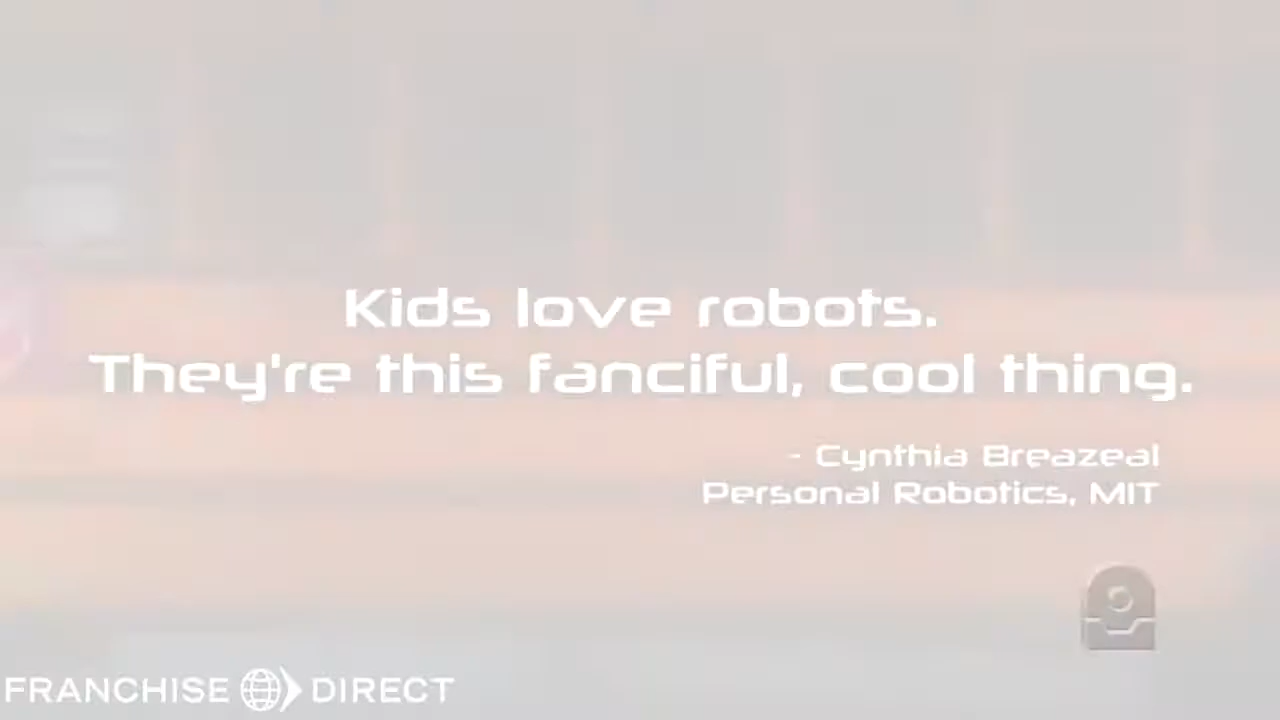 Kids love robots.
They're this fanciful, cool thing.
- Cynthia Breazeal
Personal Robotics, MIT
FRANCHISE DIRECT